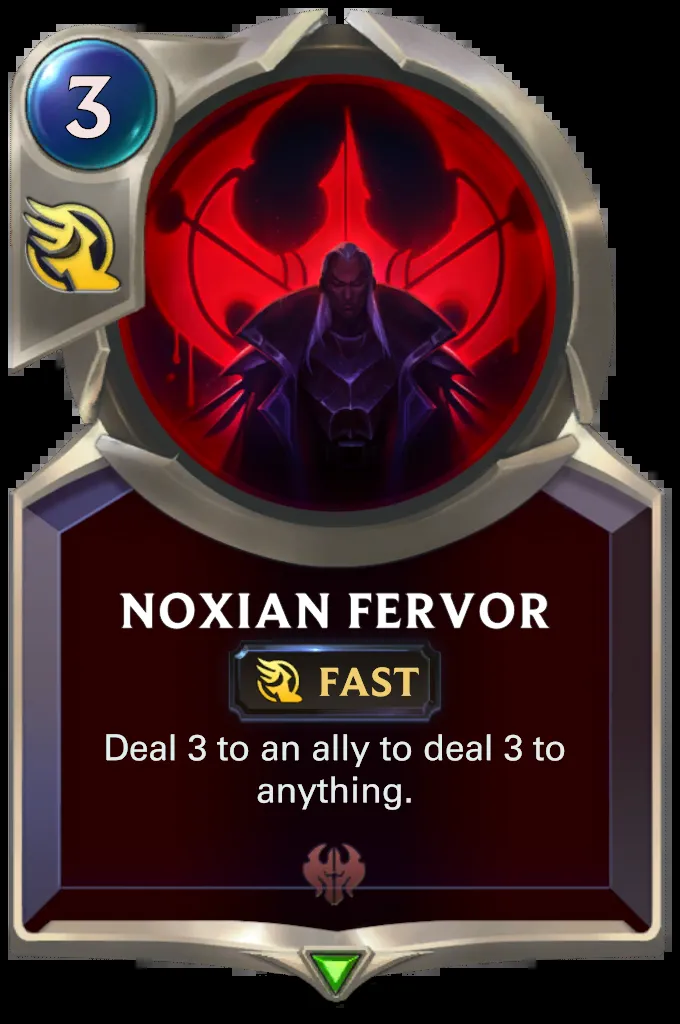 3
NOXIAN FERVOR
FAST
Deal 3 to an ally to deal 3 to
anything.